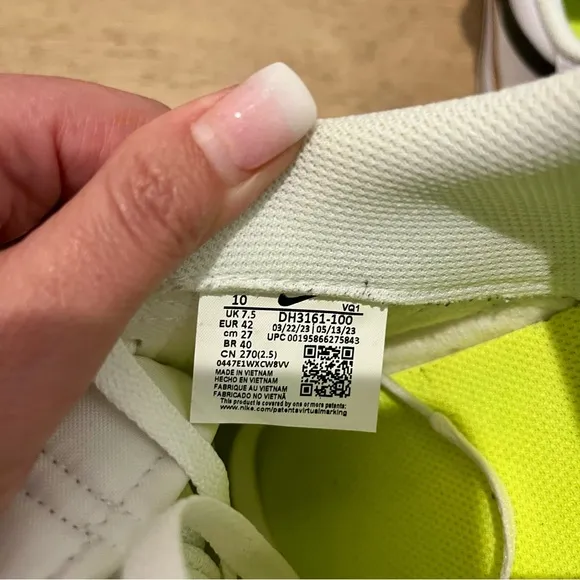 10 VQ1
UK 7.5 DH3161-100
EUR 42 03/22/23 | 05/13/23
cm 27 UPC 00195866275843
BR 40
CN 270(2.5)
0447E1WXCW8VV
MADE IN VIETNAM
HECHO EN VIETNAM
FABRIQUE AU VIETNAM
FABRICADO NO VIETNÃ
This product is covered by one or more patents:
www.nike.com/patentsvirtualmarking